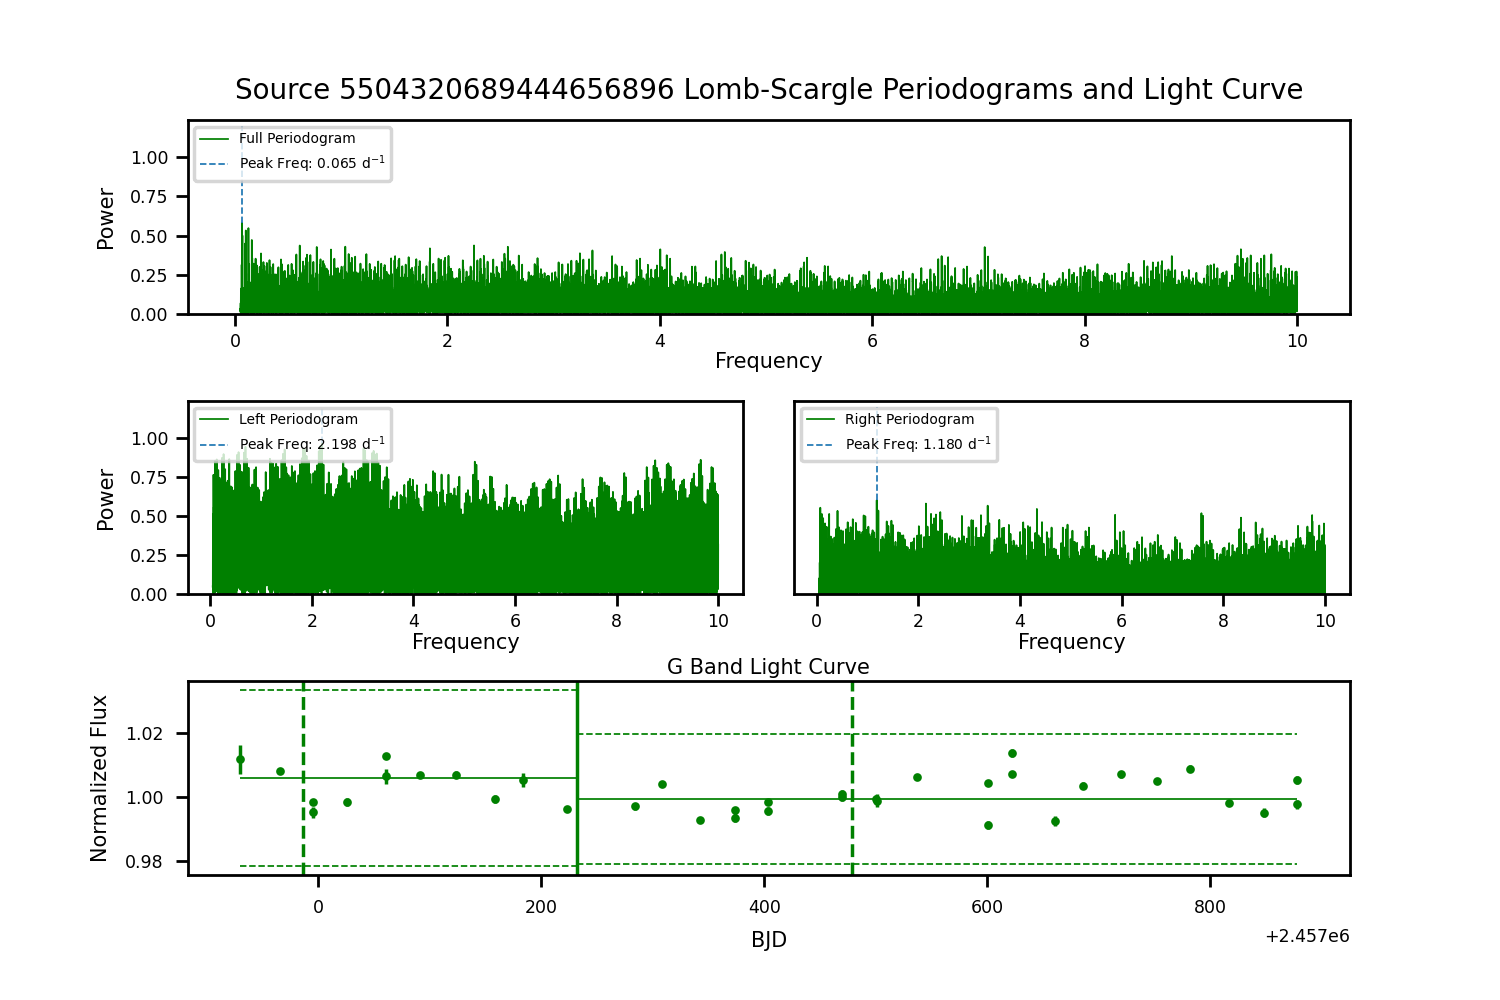 Source 5504320689444656896 Lomb-Scargle Periodograms and Light Curve
Full Periodogram
Peak Freq: 0.065 d⁻¹
1.00
0.75
0.50
0.25
0.00
Power
0 2 4 6 8 10
Frequency
Left Periodogram
Peak Freq: 2.198 d⁻¹
1.00
0.75
0.50
0.25
0.00
Power
0 2 4 6 8 10
Frequency
Right Periodogram
Peak Freq: 1.180 d⁻¹
0 2 4 6 8 10
Frequency
G Band Light Curve
1.02
1.00
0.98
Normalized Flux
0 200 400 600 800
BJD
+2.457e6